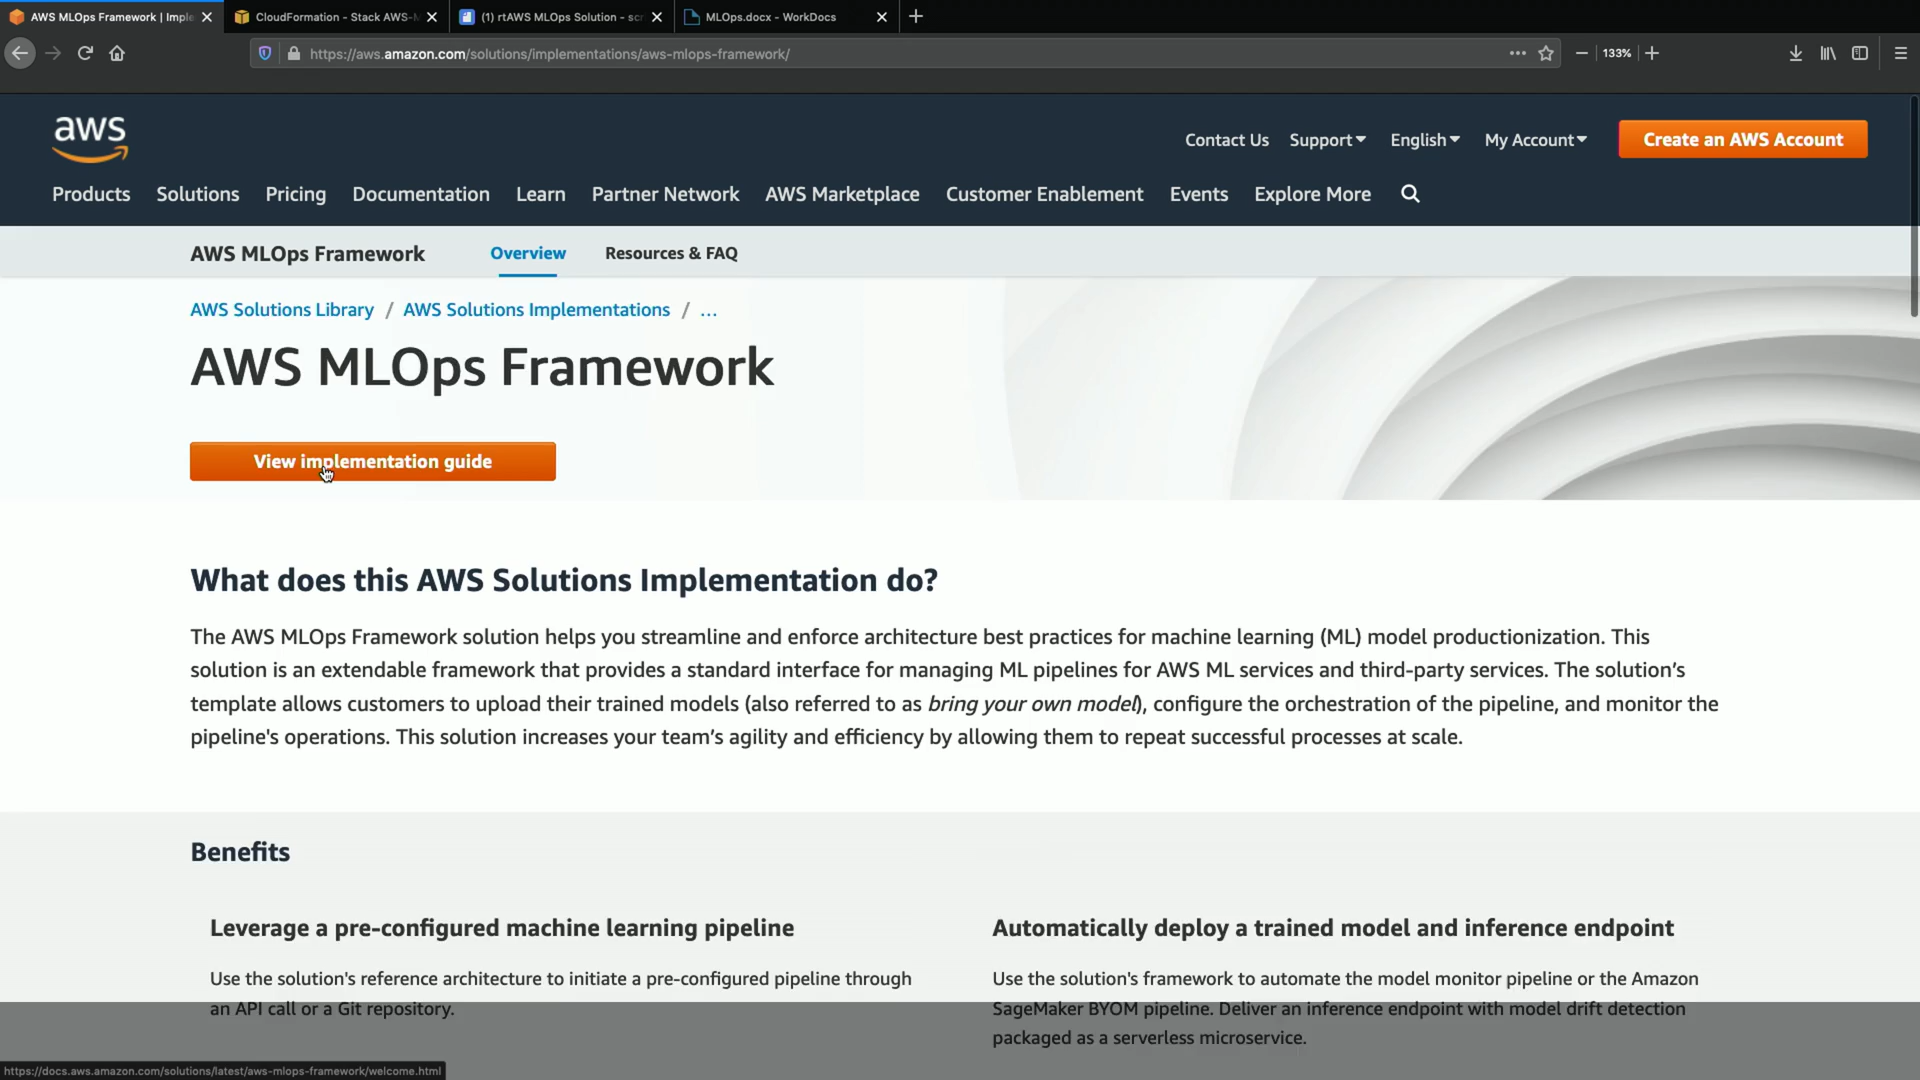 AWS MLOps Framework | Imple
CloudFormation - Stack AWS-M
(1) rtAWS MLOps Solution - scr
MLOps.docx - WorkDocs
https://aws.amazon.com/solutions/implementations/aws-mlops-framework/
133%
aws
Contact Us
Support
English
My Account
Create an AWS Account
Products
Solutions
Pricing
Documentation
Learn
Partner Network
AWS Marketplace
Customer Enablement
Events
Explore More
AWS MLOps Framework
Overview
Resources & FAQ
AWS Solutions Library / AWS Solutions Implementations / ...
AWS MLOps Framework
View implementation guide
What does this AWS Solutions Implementation do?
The AWS MLOps Framework solution helps you streamline and enforce architecture best practices for machine learning (ML) model productionization. This
solution is an extendable framework that provides a standard interface for managing ML pipelines for AWS ML services and third-party services. The solution’s
template allows customers to upload their trained models (also referred to as bring your own model), configure the orchestration of the pipeline, and monitor the
pipeline's operations. This solution increases your team’s agility and efficiency by allowing them to repeat successful processes at scale.
Benefits
Leverage a pre-configured machine learning pipeline
Use the solution's reference architecture to initiate a pre-configured pipeline through
an API call or a Git repository.
Automatically deploy a trained model and inference endpoint
Use the solution's framework to automate the model monitor pipeline or the Amazon
SageMaker BYOM pipeline. Deliver an inference endpoint with model drift detection
packaged as a serverless microservice.
https://docs.aws.amazon.com/solutions/latest/aws-mlops-framework/welcome.html